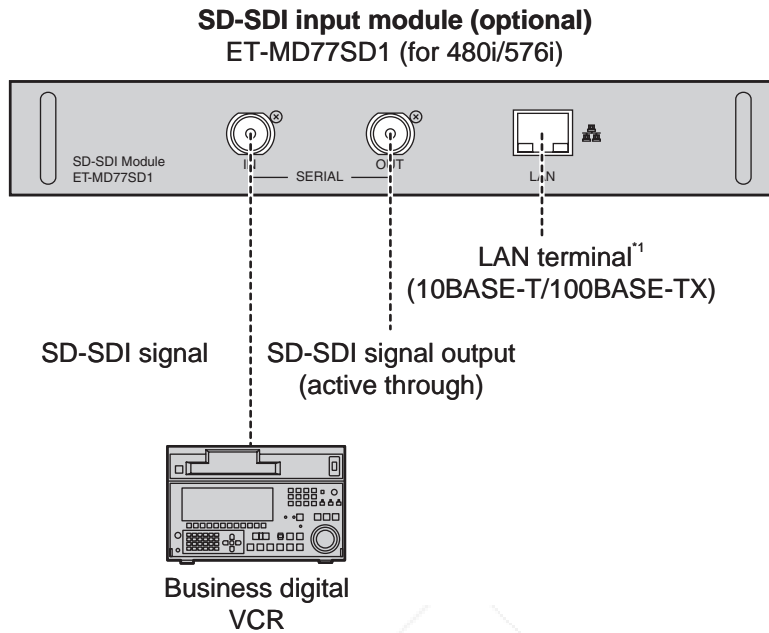 SD-SDI input module (optional)
ET-MD77SD1 (for 480i/576i)
SD-SDI Module
ET-MD77SD1
IN
OUT
SERIAL
LAN
LAN terminal*1
(10BASE-T/100BASE-TX)
SD-SDI signal
SD-SDI signal output
(active through)
Business digital
VCR